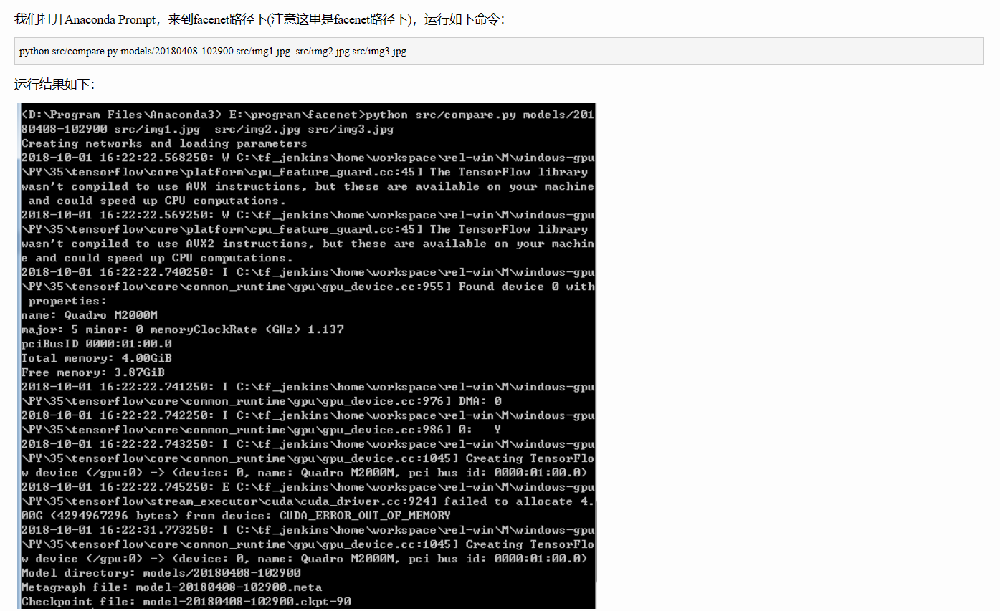 我们打开Anaconda Prompt，来到facenet路径下(注意这里是facenet路径下)，运行如下命令：
python src/compare.py models/20180408-102900 src/img1.jpg  src/img2.jpg src/img3.jpg
运行结果如下：
(D:\Program Files\Anaconda3) E:\program\facenet>python src/compare.py models/201
80408-102900 src/img1.jpg  src/img2.jpg src/img3.jpg
Creating networks and loading parameters
2018-10-01 16:22:22.568250: W C:\tf_jenkins\home\workspace\rel-win\M\windows-gpu
\PY\35\tensorflow\core\platform\cpu_feature_guard.cc:45] The TensorFlow library
wasn't compiled to use AVX instructions, but these are available on your machine
 and could speed up CPU computations.
2018-10-01 16:22:22.569250: W C:\tf_jenkins\home\workspace\rel-win\M\windows-gpu
\PY\35\tensorflow\core\platform\cpu_feature_guard.cc:45] The TensorFlow library
wasn't compiled to use AVX2 instructions, but these are available on your machin
e and could speed up CPU computations.
2018-10-01 16:22:22.740250: I C:\tf_jenkins\home\workspace\rel-win\M\windows-gpu
\PY\35\tensorflow\core\common_runtime\gpu\gpu_device.cc:955] Found device 0 with
 properties:
name: Quadro M2000M
major: 5 minor: 0 memoryClockRate (GHz) 1.137
pciBusID 0000:01:00.0
Total memory: 4.00GiB
Free memory: 3.87GiB
2018-10-01 16:22:22.741250: I C:\tf_jenkins\home\workspace\rel-win\M\windows-gpu
\PY\35\tensorflow\core\common_runtime\gpu\gpu_device.cc:976] DMA: 0
2018-10-01 16:22:22.742250: I C:\tf_jenkins\home\workspace\rel-win\M\windows-gpu
\PY\35\tensorflow\core\common_runtime\gpu\gpu_device.cc:986] 0:   Y
2018-10-01 16:22:22.743250: I C:\tf_jenkins\home\workspace\rel-win\M\windows-gpu
\PY\35\tensorflow\core\common_runtime\gpu\gpu_device.cc:1045] Creating TensorFlo
w device (/gpu:0) -> (device: 0, name: Quadro M2000M, pci bus id: 0000:01:00.0)
2018-10-01 16:22:22.745250: E C:\tf_jenkins\home\workspace\rel-win\M\windows-gpu
\PY\35\tensorflow\stream_executor\cuda\cuda_driver.cc:924] failed to allocate 4.
00G (4294967296 bytes) from device: CUDA_ERROR_OUT_OF_MEMORY
2018-10-01 16:22:31.773250: I C:\tf_jenkins\home\workspace\rel-win\M\windows-gpu
\PY\35\tensorflow\core\common_runtime\gpu\gpu_device.cc:1045] Creating TensorFlo
w device (/gpu:0) -> (device: 0, name: Quadro M2000M, pci bus id: 0000:01:00.0)
Model directory: models/20180408-102900
Metagraph file: model-20180408-102900.meta
Checkpoint file: model-20180408-102900.ckpt-90